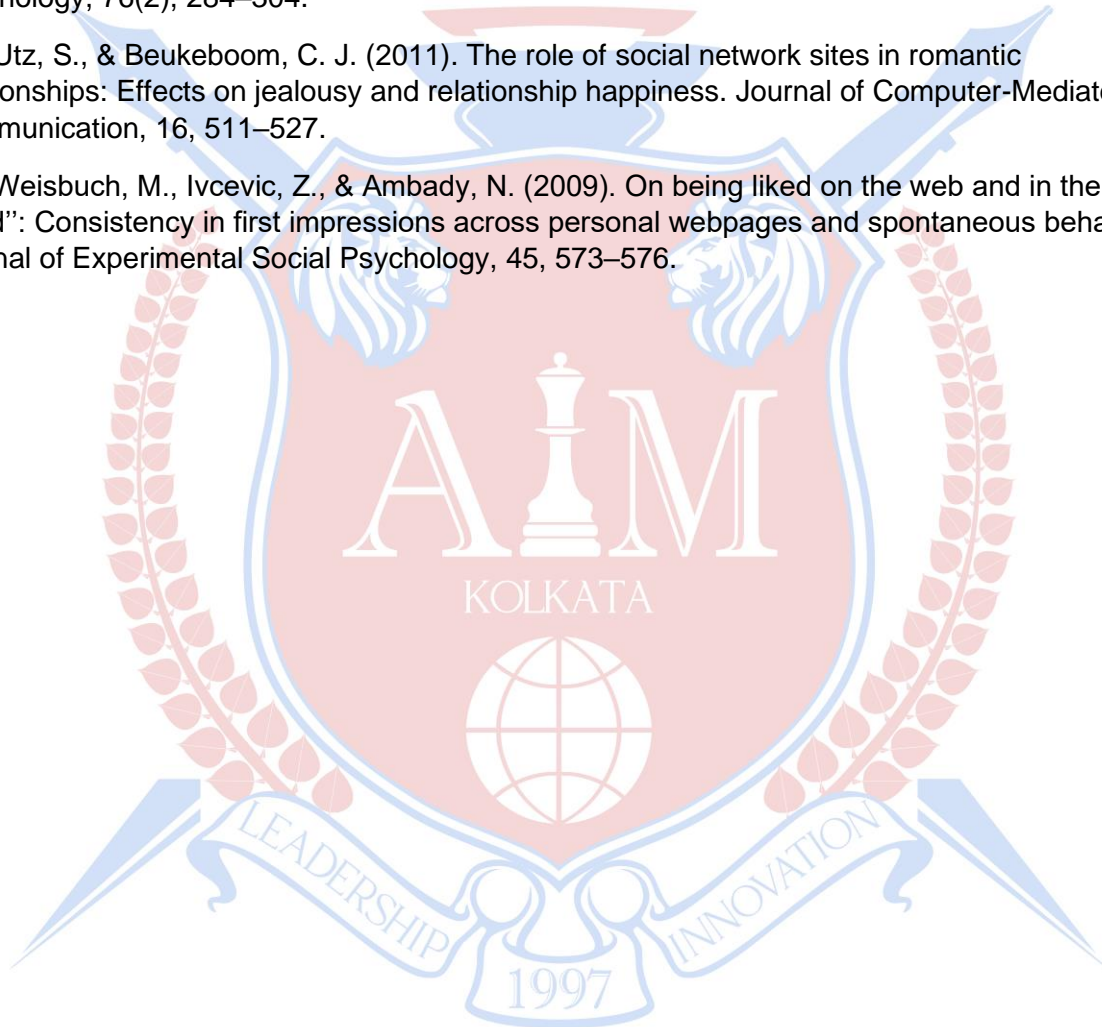 nology, 76(2), 284–304.
Utz, S., & Beukeboom, C. J. (2011). The role of social network sites in romantic
onships: Effects on jealousy and relationship happiness. Journal of Computer-Mediate
munication, 16, 511–527.
Weisbuch, M., Ivcevic, Z., & Ambady, N. (2009). On being liked on the web and in the
d’’: Consistency in first impressions across personal webpages and spontaneous beha
nal of Experimental Social Psychology, 45, 573–576.
AIM
KOLKATA
LEADERSHIP
INNOVATION
1997